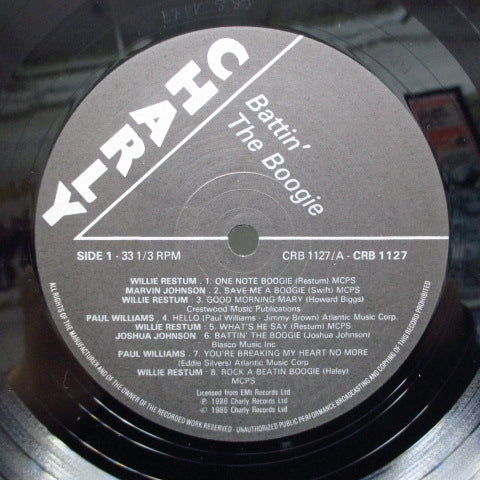 CHARLY
Battin'
The Boogie
SIDE 1 - 33 1/3 RPM
CRB 1127/A - CRB 1127
WILLIE RESTUM . 1. ONE NOTE BOOGIE (Restum) MCPS
MARVIN JOHNSON . 2. SAVE ME A BOOGIE (Swift) MCPS
WILLIE RESTUM : 3. GOOD MORNING MARY (Howard Biggs)
Crestwood Music Publications
PAUL WILLIAMS . 4. HELLO (Paul Williams - Jimmy Brown) Atlantic Music Corp.
WILLIE RESTUM : 5. WHAT'S HE SAY (Restum) MCPS
JOSHUA JOHNSON . 6. BATTIN' THE BOOGIE (Joshua Johnson)
Blasco Music Inc
PAUL WILLIAMS . 7. YOU'RE BREAKING MY HEART NO MORE
(Eddie Silvers) Atlantic Music Corp
WILLIE RESTUM . 8. ROCK A BEATIN BOOGIE (Haley)
MCPS
Licensed from EMI Records Ltd
℗ 1986 Charly Records Ltd
© 1986 Charly Records Ltd
ALL RIGHTS OF THE MANUFACTURER AND OF THE OWNER OF THE RECORDED WORK RESERVED - UNAUTHORIZED PUBLIC PERFORMANCE BROADCASTING AND COPYING OF THIS RECORD PROHIBITED